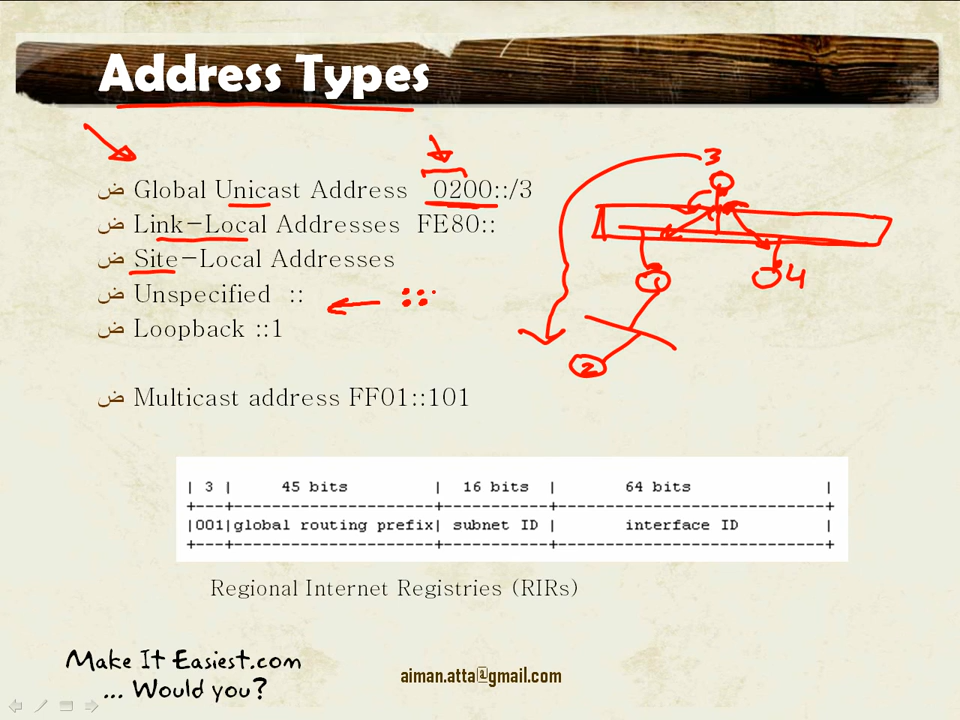 Address Types
ض Global Unicast Address 0200::/3
ض Link-Local Addresses FE80::
ض Site-Local Addresses
ض Unspecified ::
ض Loopback ::1
ض Multicast address FF01::101
3
4
2
| 3 | 45 bits | 16 bits | 64 bits |
+---+---------------------+-----------+----------------------------+
|001|global routing prefix| subnet ID | interface ID |
+---+---------------------+-----------+----------------------------+
Regional Internet Registries (RIRs)
Make It Easiest.com
... Would you?
aiman.atta@gmail.com